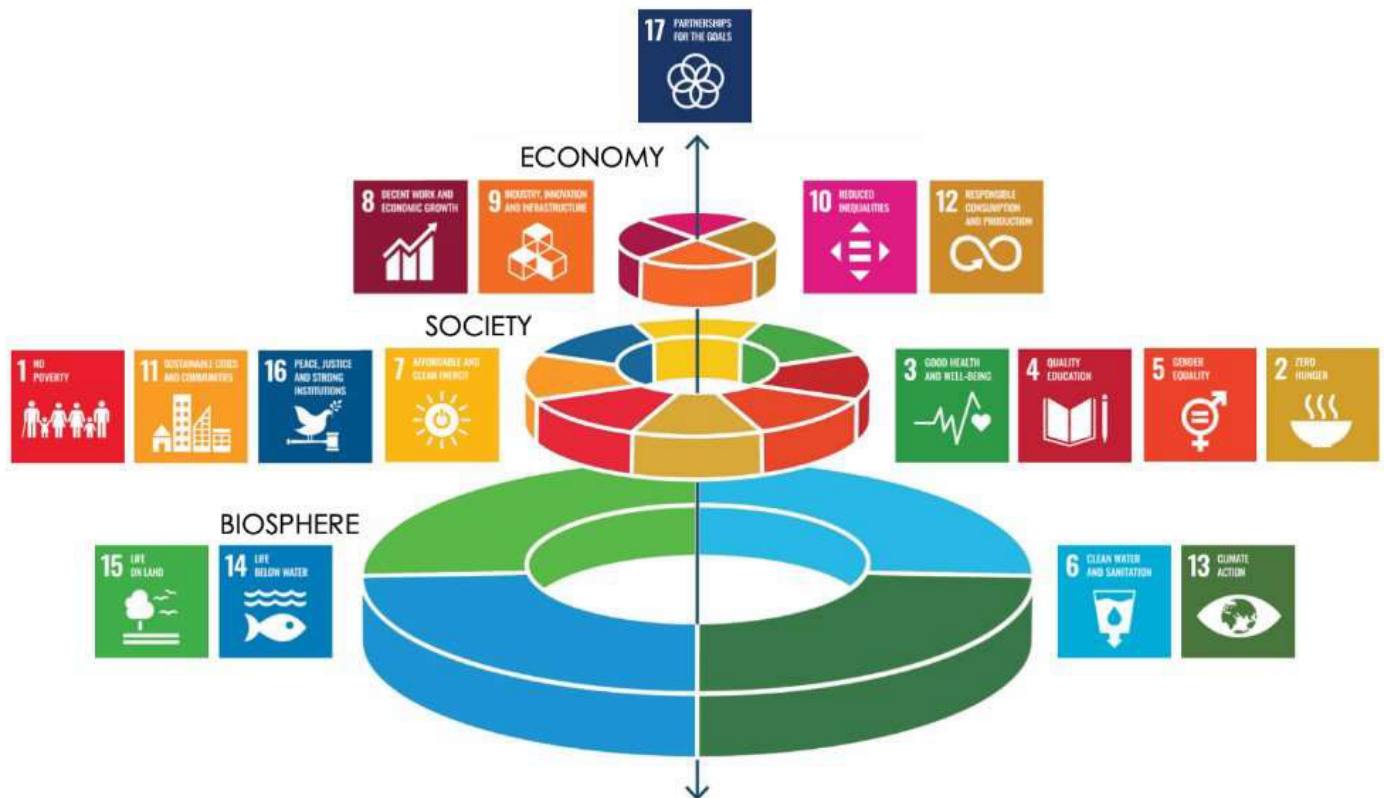 17 PARTNERSHIPS
FOR THE GOALS
ECONOMY
8 DECENT WORK AND
ECONOMIC GROWTH
9 INDUSTRY, INNOVATION
AND INFRASTRUCTURE
10 REDUCED
INEQUALITIES
12 RESPONSIBLE
CONSUMPTION
AND PRODUCTION
SOCIETY
1 NO
POVERTY
11 SUSTAINABLE CITIES
AND COMMUNITIES
16 PEACE, JUSTICE
AND STRONG
INSTITUTIONS
7 AFFORDABLE AND
CLEAN ENERGY
3 GOOD HEALTH
AND WELL-BEING
4 QUALITY
EDUCATION
5 GENDER
EQUALITY
2 ZERO
HUNGER
BIOSPHERE
15 LIFE
ON LAND
14 LIFE
BELOW WATER
6 CLEAN WATER
AND SANITATION
13 CLIMATE
ACTION